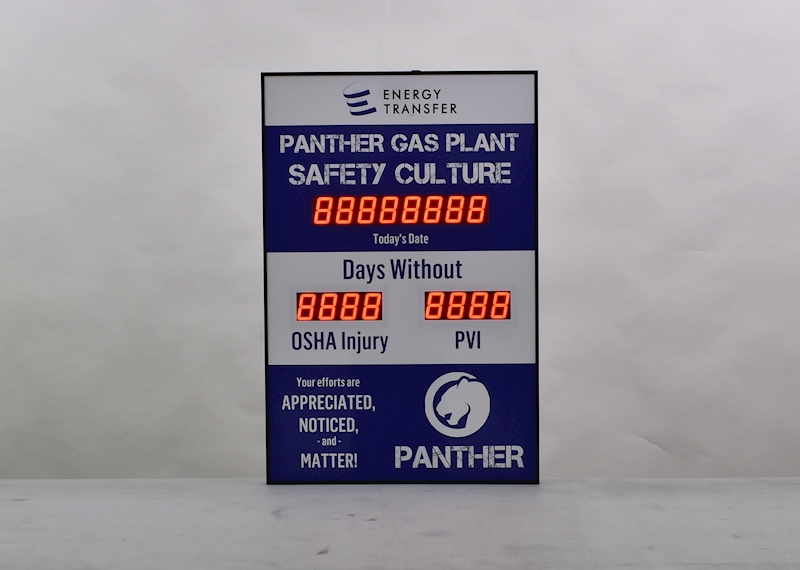 ENERGY
TRANSFER
PANTHER GAS PLANT
SAFETY CULTURE
88888888
Today's Date
Days Without
8888 8888
OSHA Injury PVI
Your efforts are
APPRECIATED,
NOTICED,
- and -
MATTER!
PANTHER